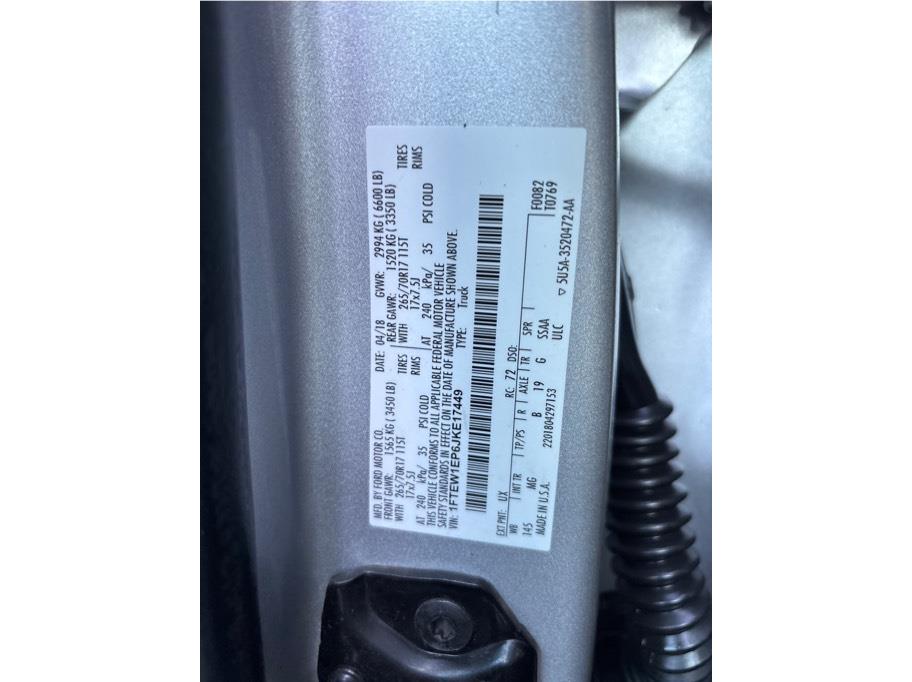 MFD. BY FORD MOTOR CO. DATE: 04/18 GVWR: 2994 KG ( 6600 LB)
FRONT GAWR: 1565 KG ( 3450 LB) REAR GAWR: 1520 KG ( 3350 LB)
WITH 265/70R17 115T TIRES WITH 265/70R17 115T TIRES
17x7.5J RIMS 17x7.5J RIMS
AT 240 kPa/ 35 PSI COLD AT 240 kPa/ 35 PSI COLD
THIS VEHICLE CONFORMS TO ALL APPLICABLE FEDERAL MOTOR VEHICLE
SAFETY STANDARDS IN EFFECT ON THE DATE OF MANUFACTURE SHOWN ABOVE.
VIN: 1FTEW1EP6JKE17449 TYPE: Truck
EXT PNT: UX RC: 72 DSO: F0082
WB INT TR TP/PS R AXLE TR SPR T0769
145 MG B 19 G SSAA
MADE IN U.S.A. 2201804297153 ULC
▽ 5U5A-3520472-AA